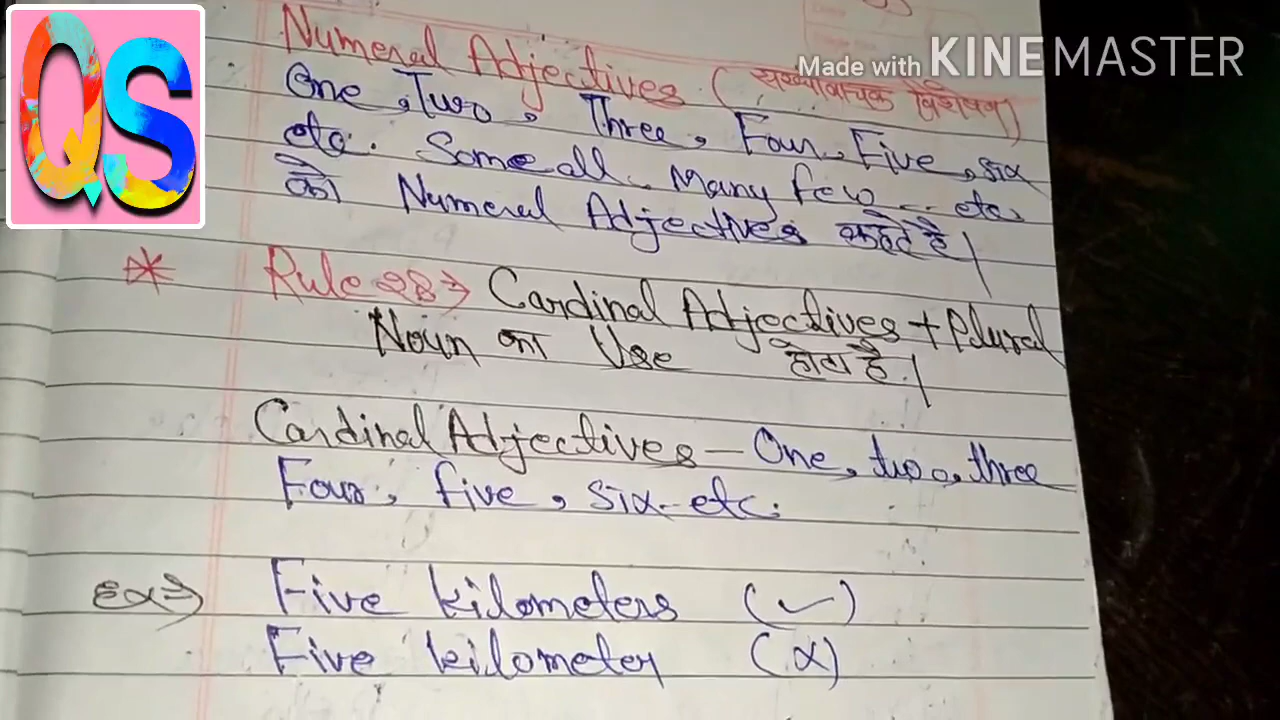 QS
Made with KINEMASTER
Numeral Adjectives (संख्यावाचक विशेषण)
One, Two, Three, Four, Five, six
etc. Some all. Many few .. etc.
को Numeral Adjectives कहते है।
* Rule २८→ Cardinal Adjectives + Plural
Noun का Use होता है।
Cardinal Adjectives – One, two, three
Four, five, six.. etc.
Ex→ Five kilometers (✓)
Five kilometer (x)